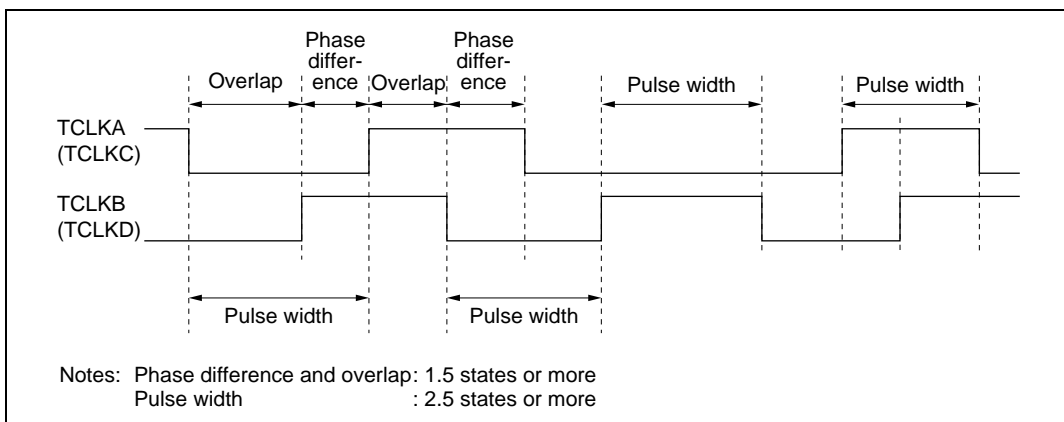 Phase
differ-
ence
Phase
differ-
ence
Overlap
Overlap
Pulse width
Pulse width
TCLKA
(TCLKC)
TCLKB
(TCLKD)
Pulse width
Pulse width
Notes: Phase difference and overlap : 1.5 states or more
Pulse width : 2.5 states or more